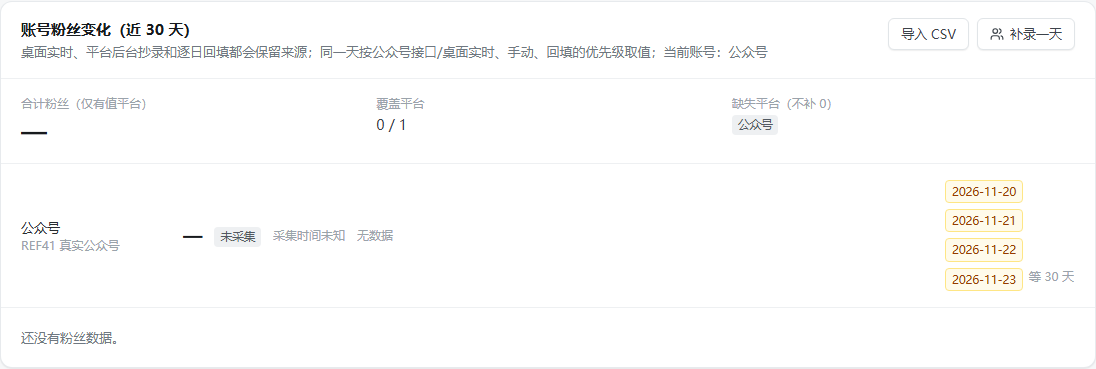 账号粉丝变化（近 30 天）
桌面实时、平台后台抄录和逐日回填都会保留来源；同一天按公众号接口/桌面实时、手动、回填的优先级取值；当前账号：公众号
导入 CSV
补录一天
合计粉丝（仅有值平台）
—
覆盖平台
0 / 1
缺失平台（不补 0）
公众号
公众号
REF41 真实公众号
— 未采集 采集时间未知 无数据
2026-11-20
2026-11-21
2026-11-22
2026-11-23 等 30 天
还没有粉丝数据。